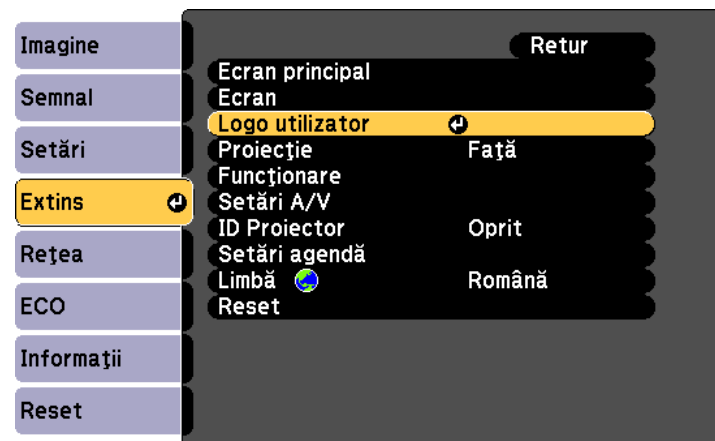 Imagine
Semnal
Setări
Extins
Reţea
ECO
Informaţii
Reset
Retur
Ecran principal
Ecran
Logo utilizator
Proiecţie Faţă
Funcţionare
Setări A/V
ID Proiector Oprit
Setări agendă
Limbă Română
Reset